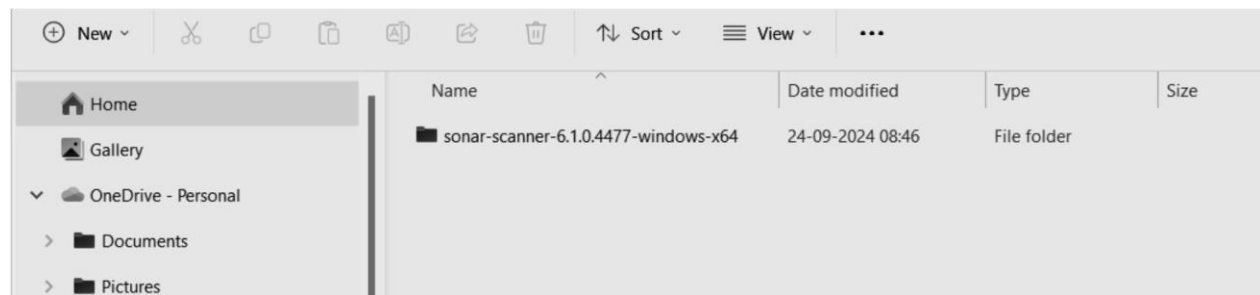 New Sort View
Home
Gallery
OneDrive - Personal
Documents
Pictures
Name Date modified Type Size
sonar-scanner-6.1.0.4477-windows-x64 24-09-2024 08:46 File folder